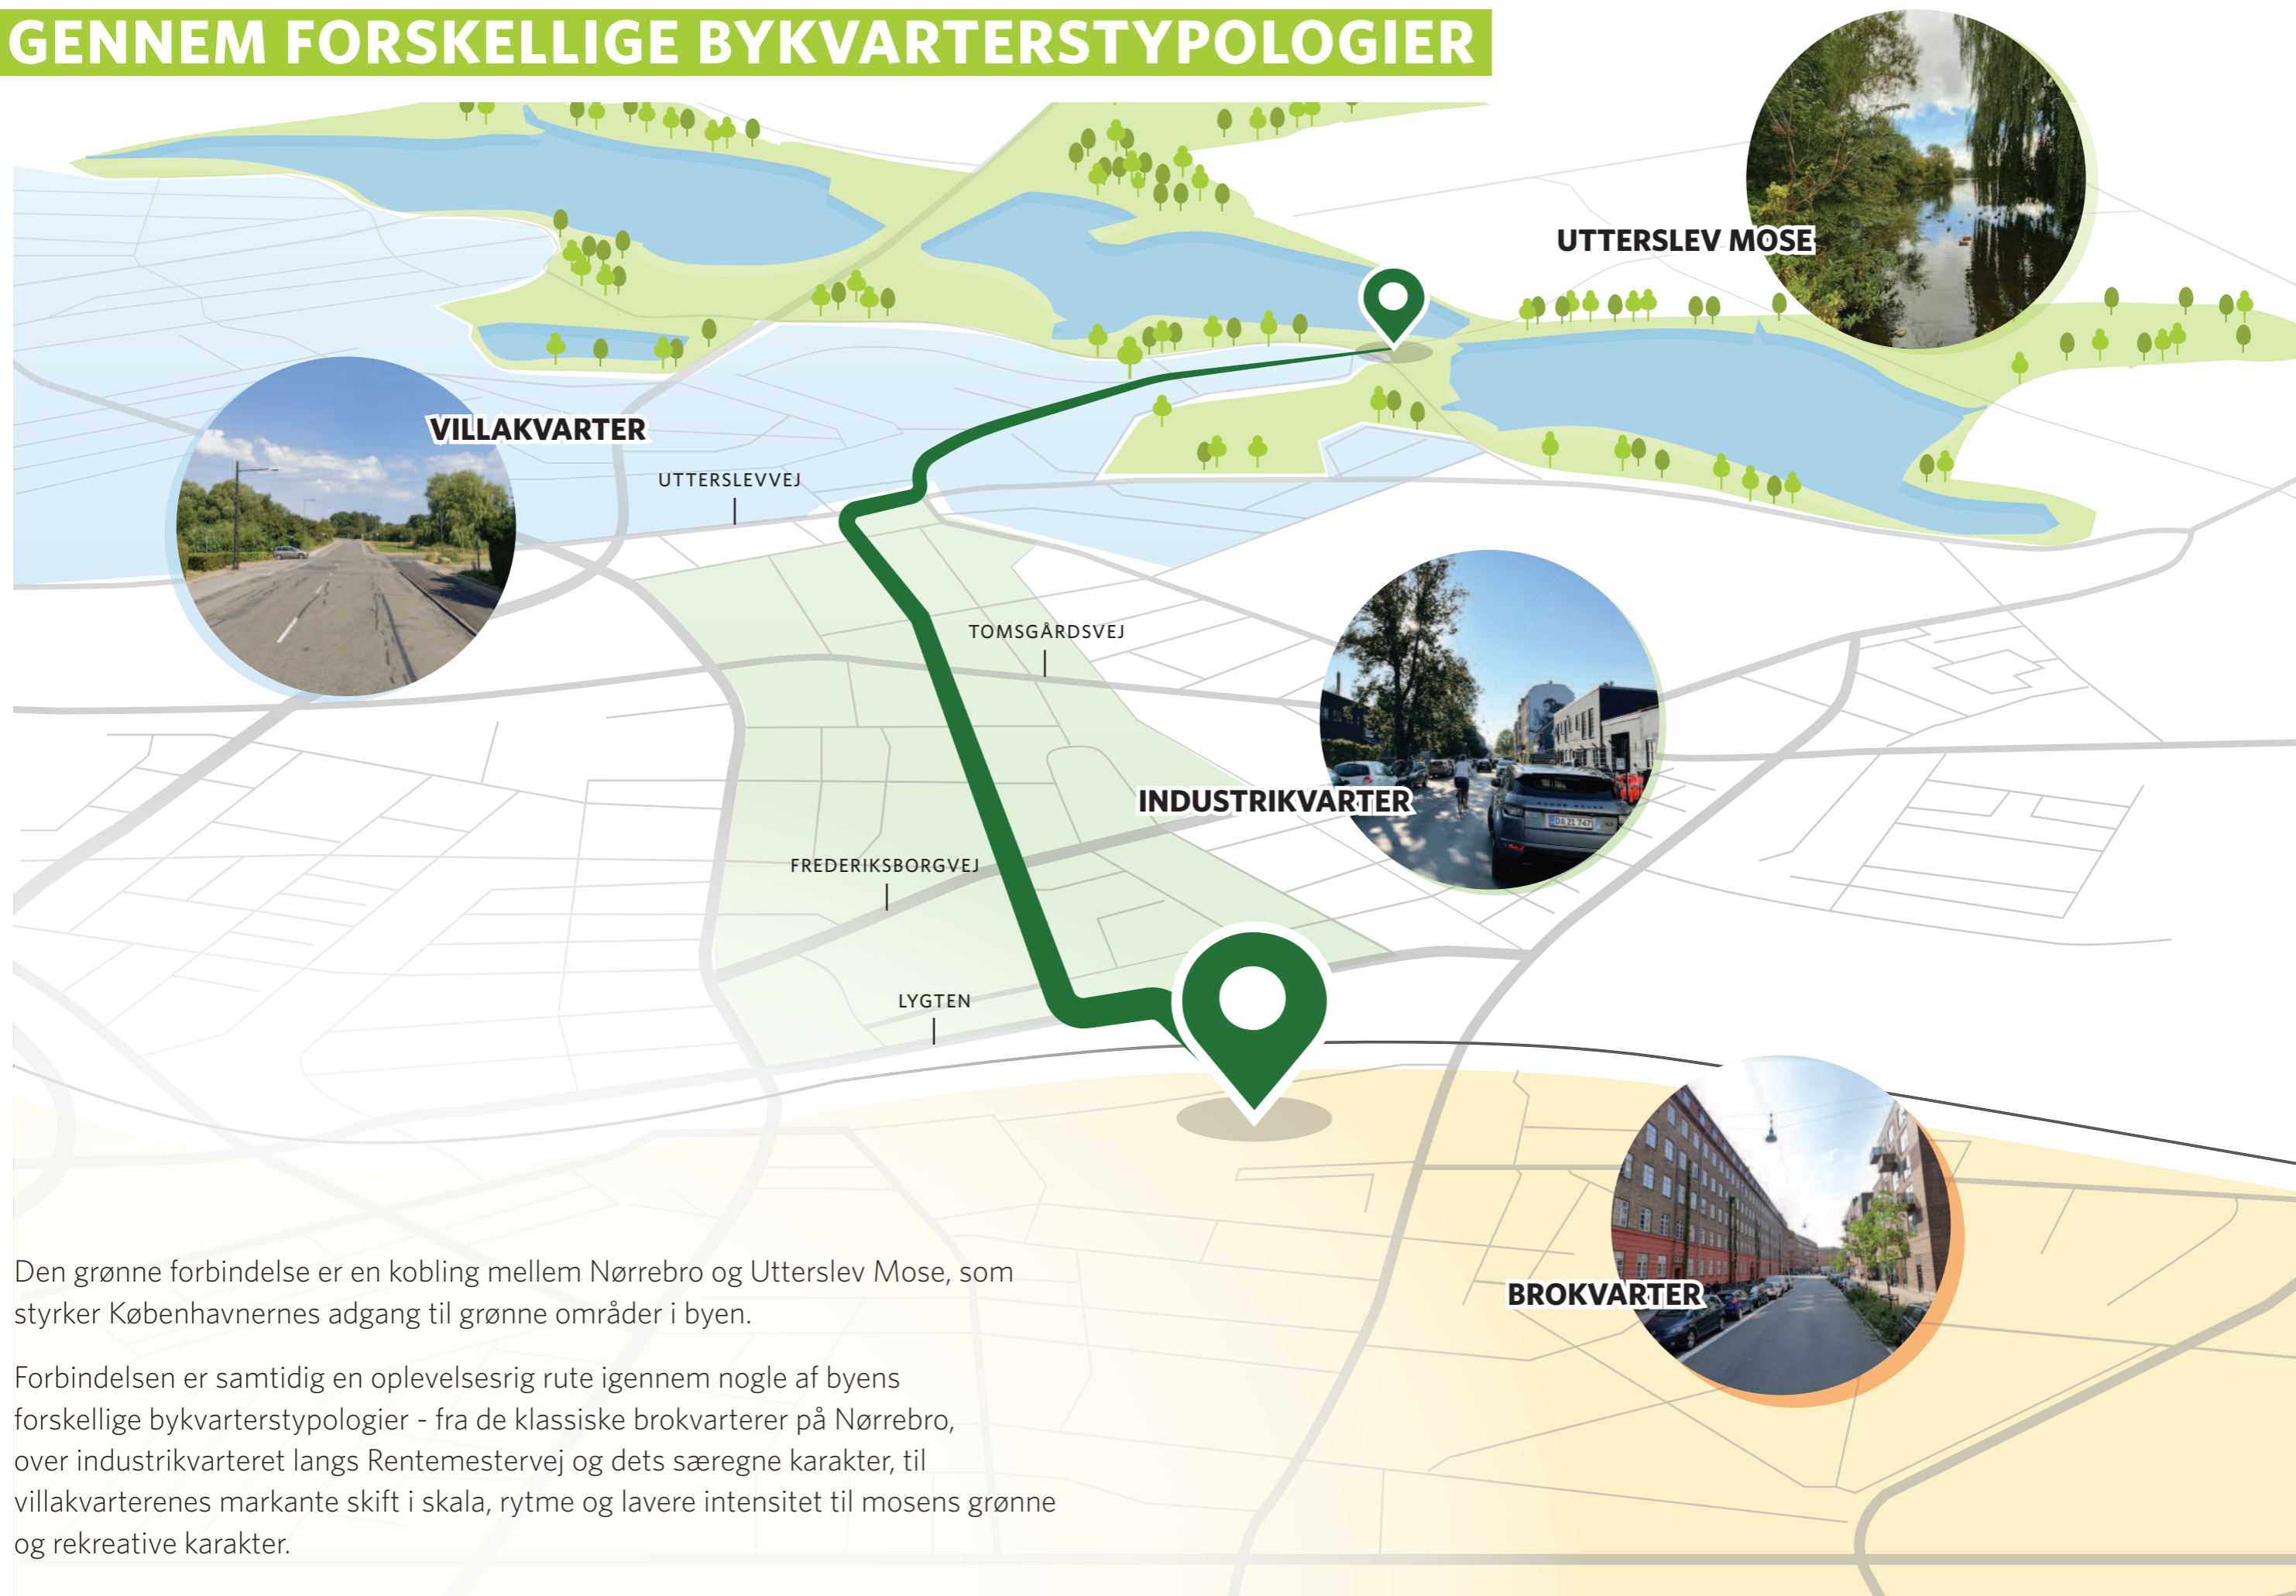 GENNEM FORSKELLIGE BYKVARTERSTYPOLOGIER
UTTERSLEV MOSE
VILLAKVARTER
UTTERSLEVVEJ
TOMSGÅRDSVEJ
INDUSTRIKVARTER
DA 21 747
FREDERIKSBORGVEJ
LYGTEN
BROKVARTER
Den grønne forbindelse er en kobling mellem Nørrebro og Utterslev Mose, som
styrker Københavnernes adgang til grønne områder i byen.
Forbindelsen er samtidig en oplevelsesrig rute igennem nogle af byens
forskellige bykvarterstypologier - fra de klassiske brokvarterer på Nørrebro,
over industrikvarteret langs Rentemestervej og dets særegne karakter, til
villakvarterenes markante skift i skala, rytme og lavere intensitet til mosens grønne
og rekreative karakter.